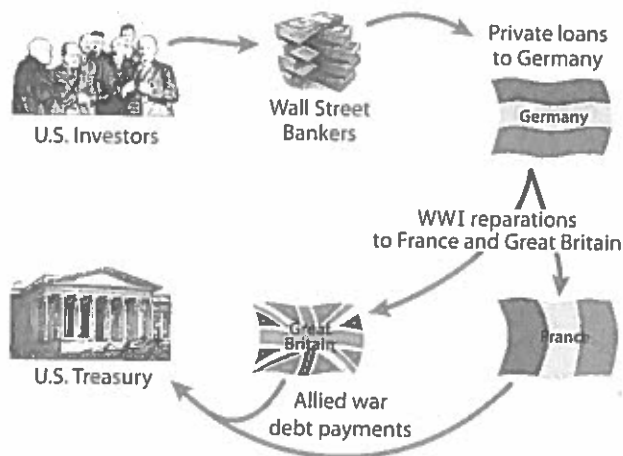 U.S. Investors
Wall Street
Bankers
Private loans
to Germany
Germany
WWI reparations
to France and Great Britain
Great
Britain
France
U.S. Treasury
Allied war
debt payments